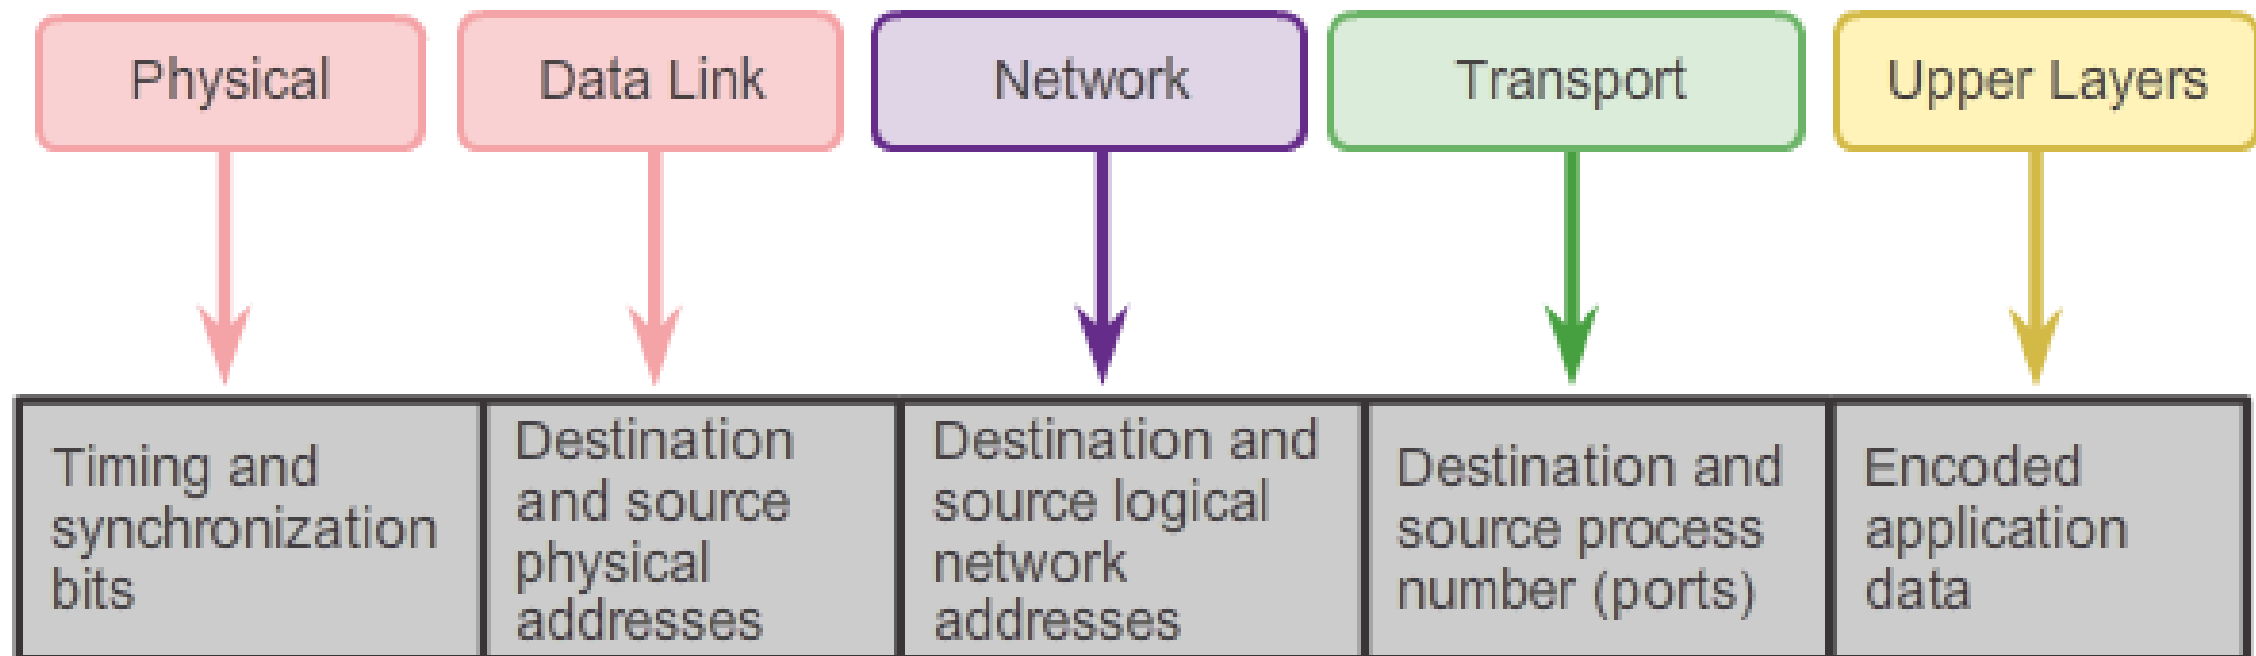 Physical
Data Link
Network
Transport
Upper Layers
Timing and
synchronization
bits
Destination
and source
physical
addresses
Destination and
source logical
network
addresses
Destination and
source process
number (ports)
Encoded
application
data